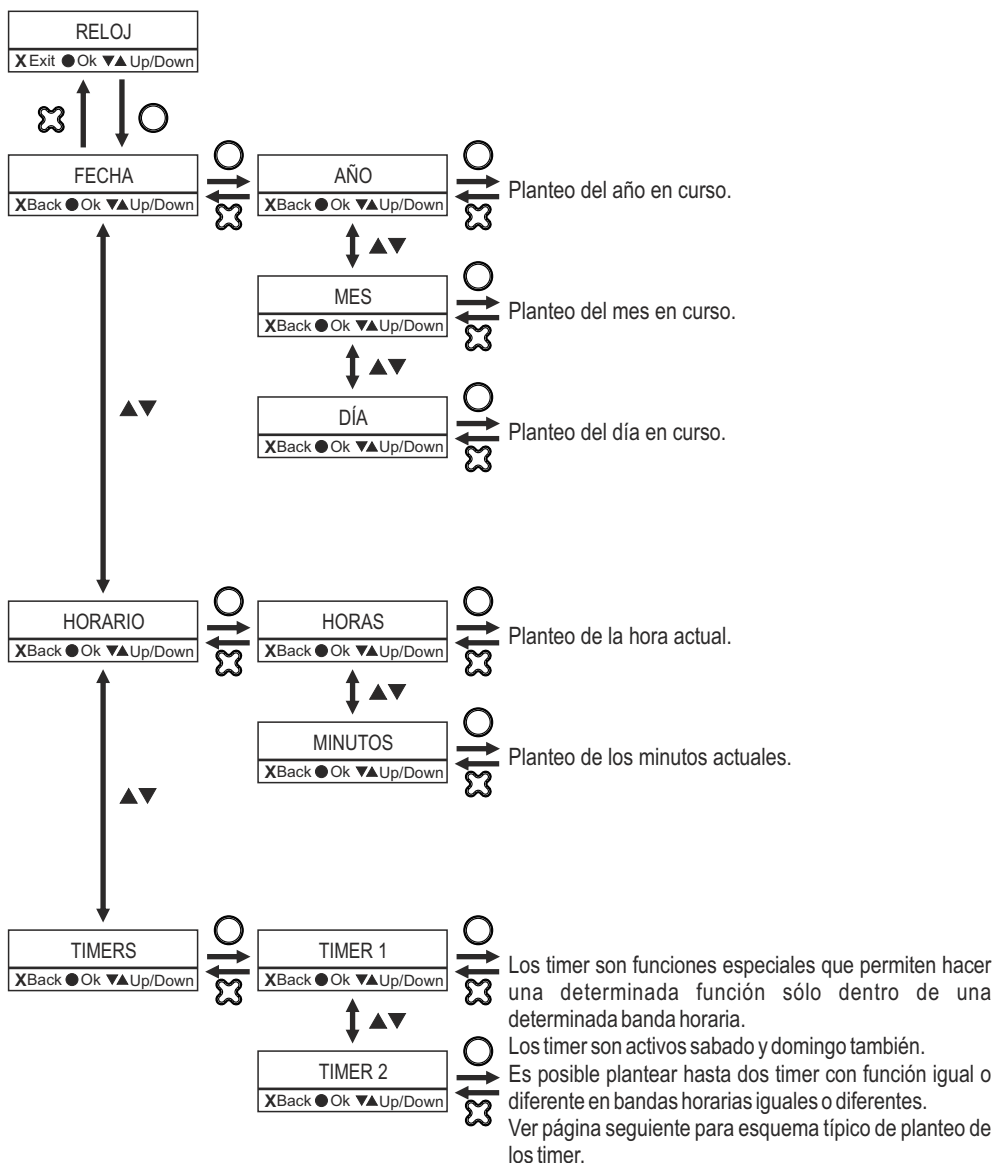 RELOJ
X Exit ● Ok ▼▲ Up/Down
FECHA
XBack ● Ok ▼▲Up/Down
AÑO
XBack ● Ok ▼▲Up/Down
Planteo del año en curso.
▲▼
MES
XBack ● Ok ▼▲Up/Down
Planteo del mes en curso.
▲▼
DÍA
XBack ● Ok ▼▲Up/Down
Planteo del día en curso.
▲▼
HORARIO
XBack ● Ok ▼▲Up/Down
HORAS
XBack ● Ok ▼▲Up/Down
Planteo de la hora actual.
▲▼
MINUTOS
XBack ● Ok ▼▲Up/Down
Planteo de los minutos actuales.
▲▼
TIMERS
XBack ● Ok ▼▲Up/Down
TIMER 1
XBack ● Ok ▼▲Up/Down
▲▼
TIMER 2
XBack ● Ok ▼▲Up/Down
Los timer son funciones especiales que permiten hacer
una determinada función sólo dentro de una
determinada banda horaria.
Los timer son activos sabado y domingo también.
Es posible plantear hasta dos timer con función igual o
diferente en bandas horarias iguales o diferentes.
Ver página seguiente para esquema típico de planteo de
los timer.